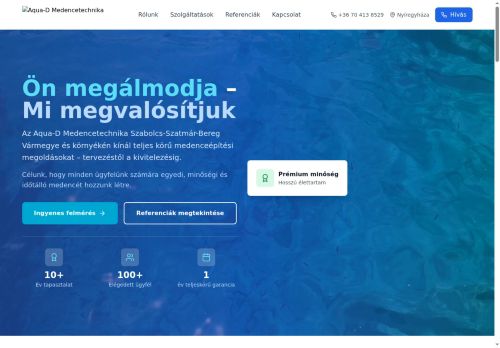 Aqua-D Medencetechnika
Rólunk
Szolgáltatások
Referenciák
Kapcsolat
+36 70 413 8529
Nyíregyháza
Hívás
Ön megálmodja –
Mi megvalósítjuk
Az Aqua-D Medencetechnika Szabolcs-Szatmár-Bereg
Vármegye és környékén kínál teljes körű medenceépítési
megoldásokat – tervezéstől a kivitelezésig.
Célunk, hogy minden ügyfelünk számára egyedi, minőségi és
időtálló medencét hozzunk létre.
Ingyenes felmérés
Referenciák megtekintése
Prémium minőség
Hosszú élettartam
10+
Év tapasztalat
100+
Elégedett ügyfél
1
év teljeskörű garancia